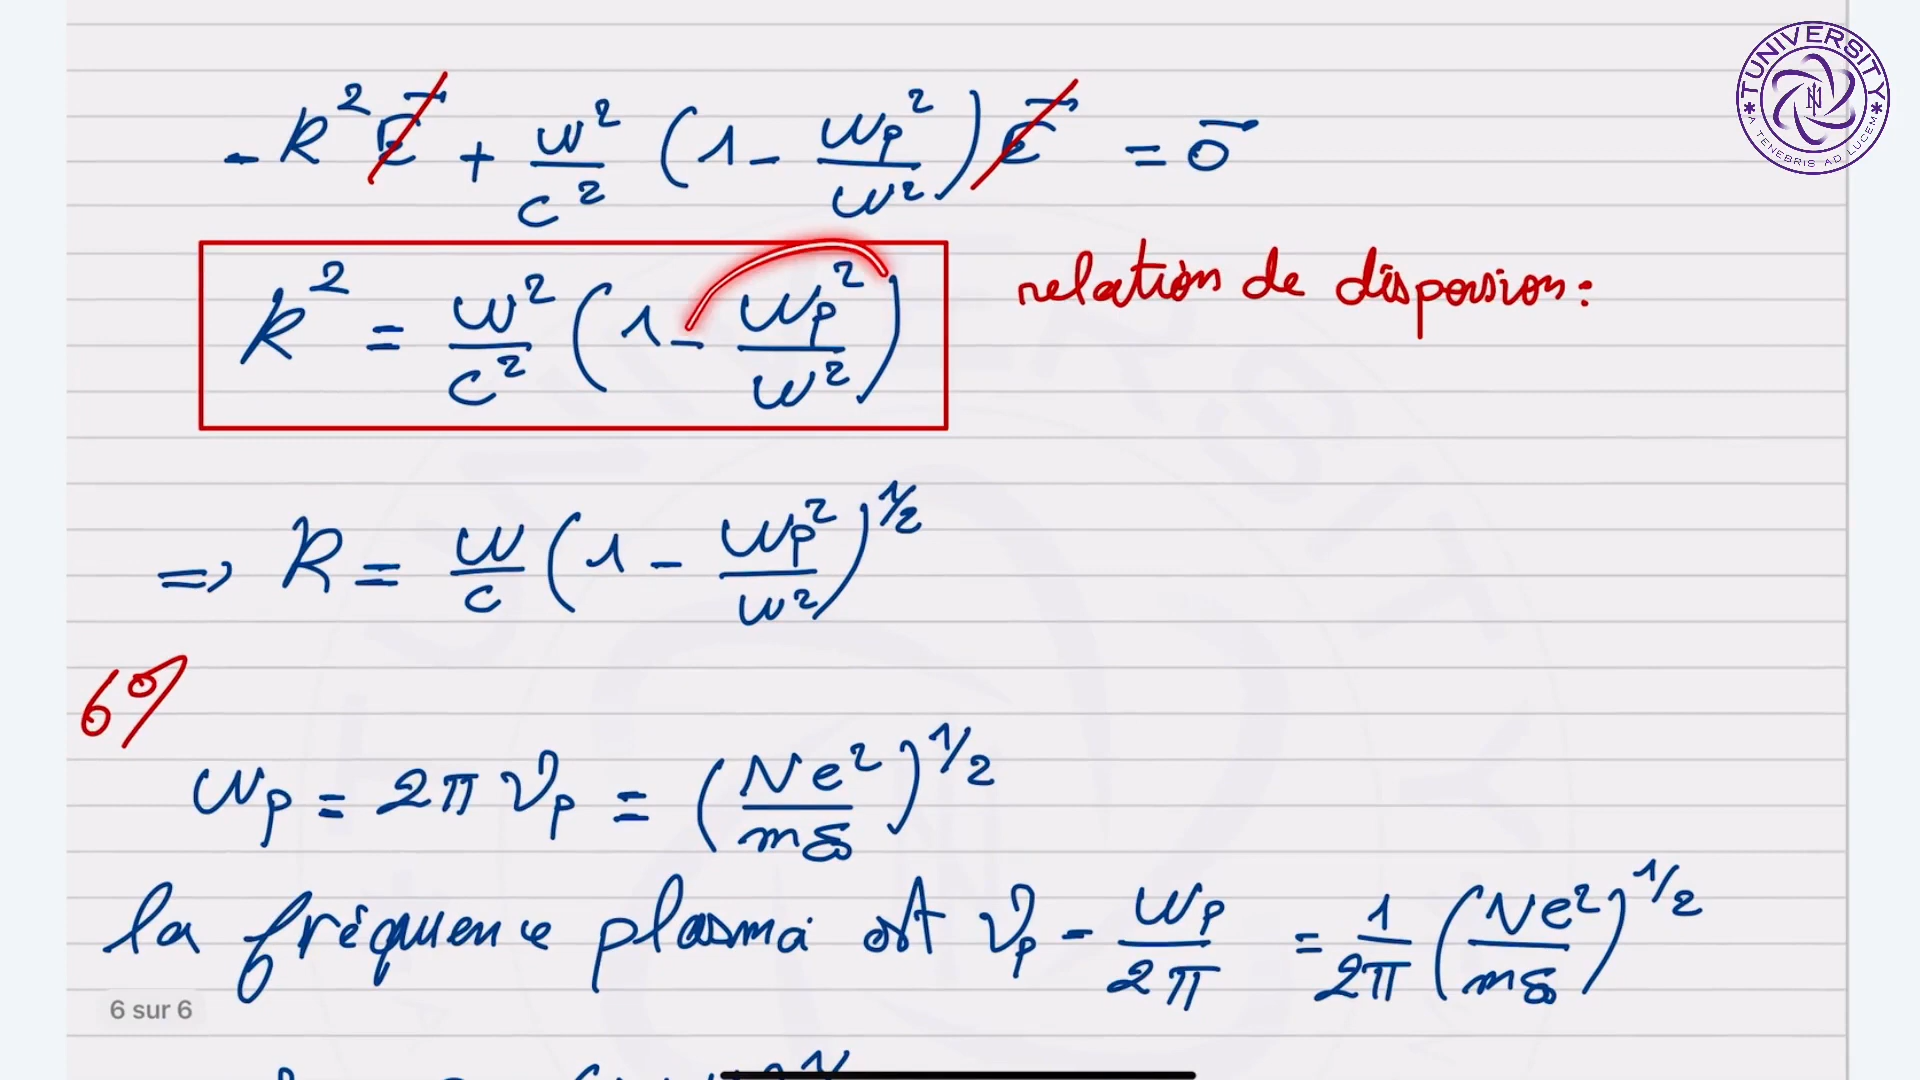 TUNIVERSITY
A TENEBRIS AD LUCEM
- k² E⃗ + ω²/c² (1 - ωp²/ω²) E⃗ = 0⃗
k² = ω²/c² (1 - ωp²/ω²) relation de dispersion :
=> k = ω/c (1 - ωp²/ω²)^1/2
6°/
ωp = 2π νp = (Ne²/mε₀)^1/2
la fréquence plasma est νp = ωp/2π = 1/2π (Ne²/mε₀)^1/2
6 sur 6